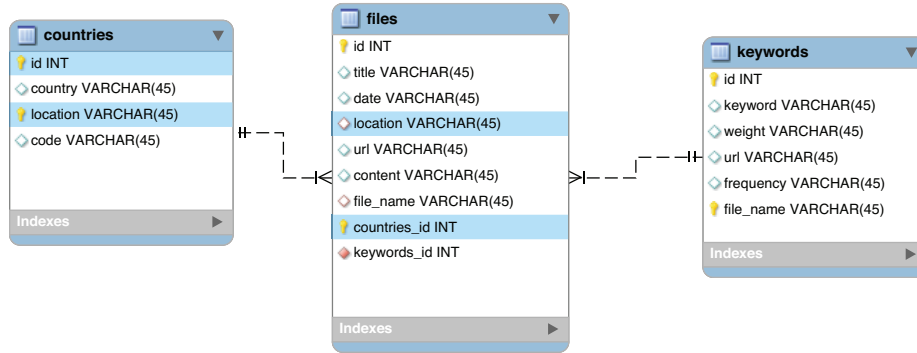 countries
id INT
country VARCHAR(45)
location VARCHAR(45)
code VARCHAR(45)
Indexes
files
id INT
title VARCHAR(45)
date VARCHAR(45)
location VARCHAR(45)
url VARCHAR(45)
content VARCHAR(45)
file_name VARCHAR(45)
countries_id INT
keywords_id INT
Indexes
keywords
id INT
keyword VARCHAR(45)
weight VARCHAR(45)
url VARCHAR(45)
frequency VARCHAR(45)
file_name VARCHAR(45)
Indexes